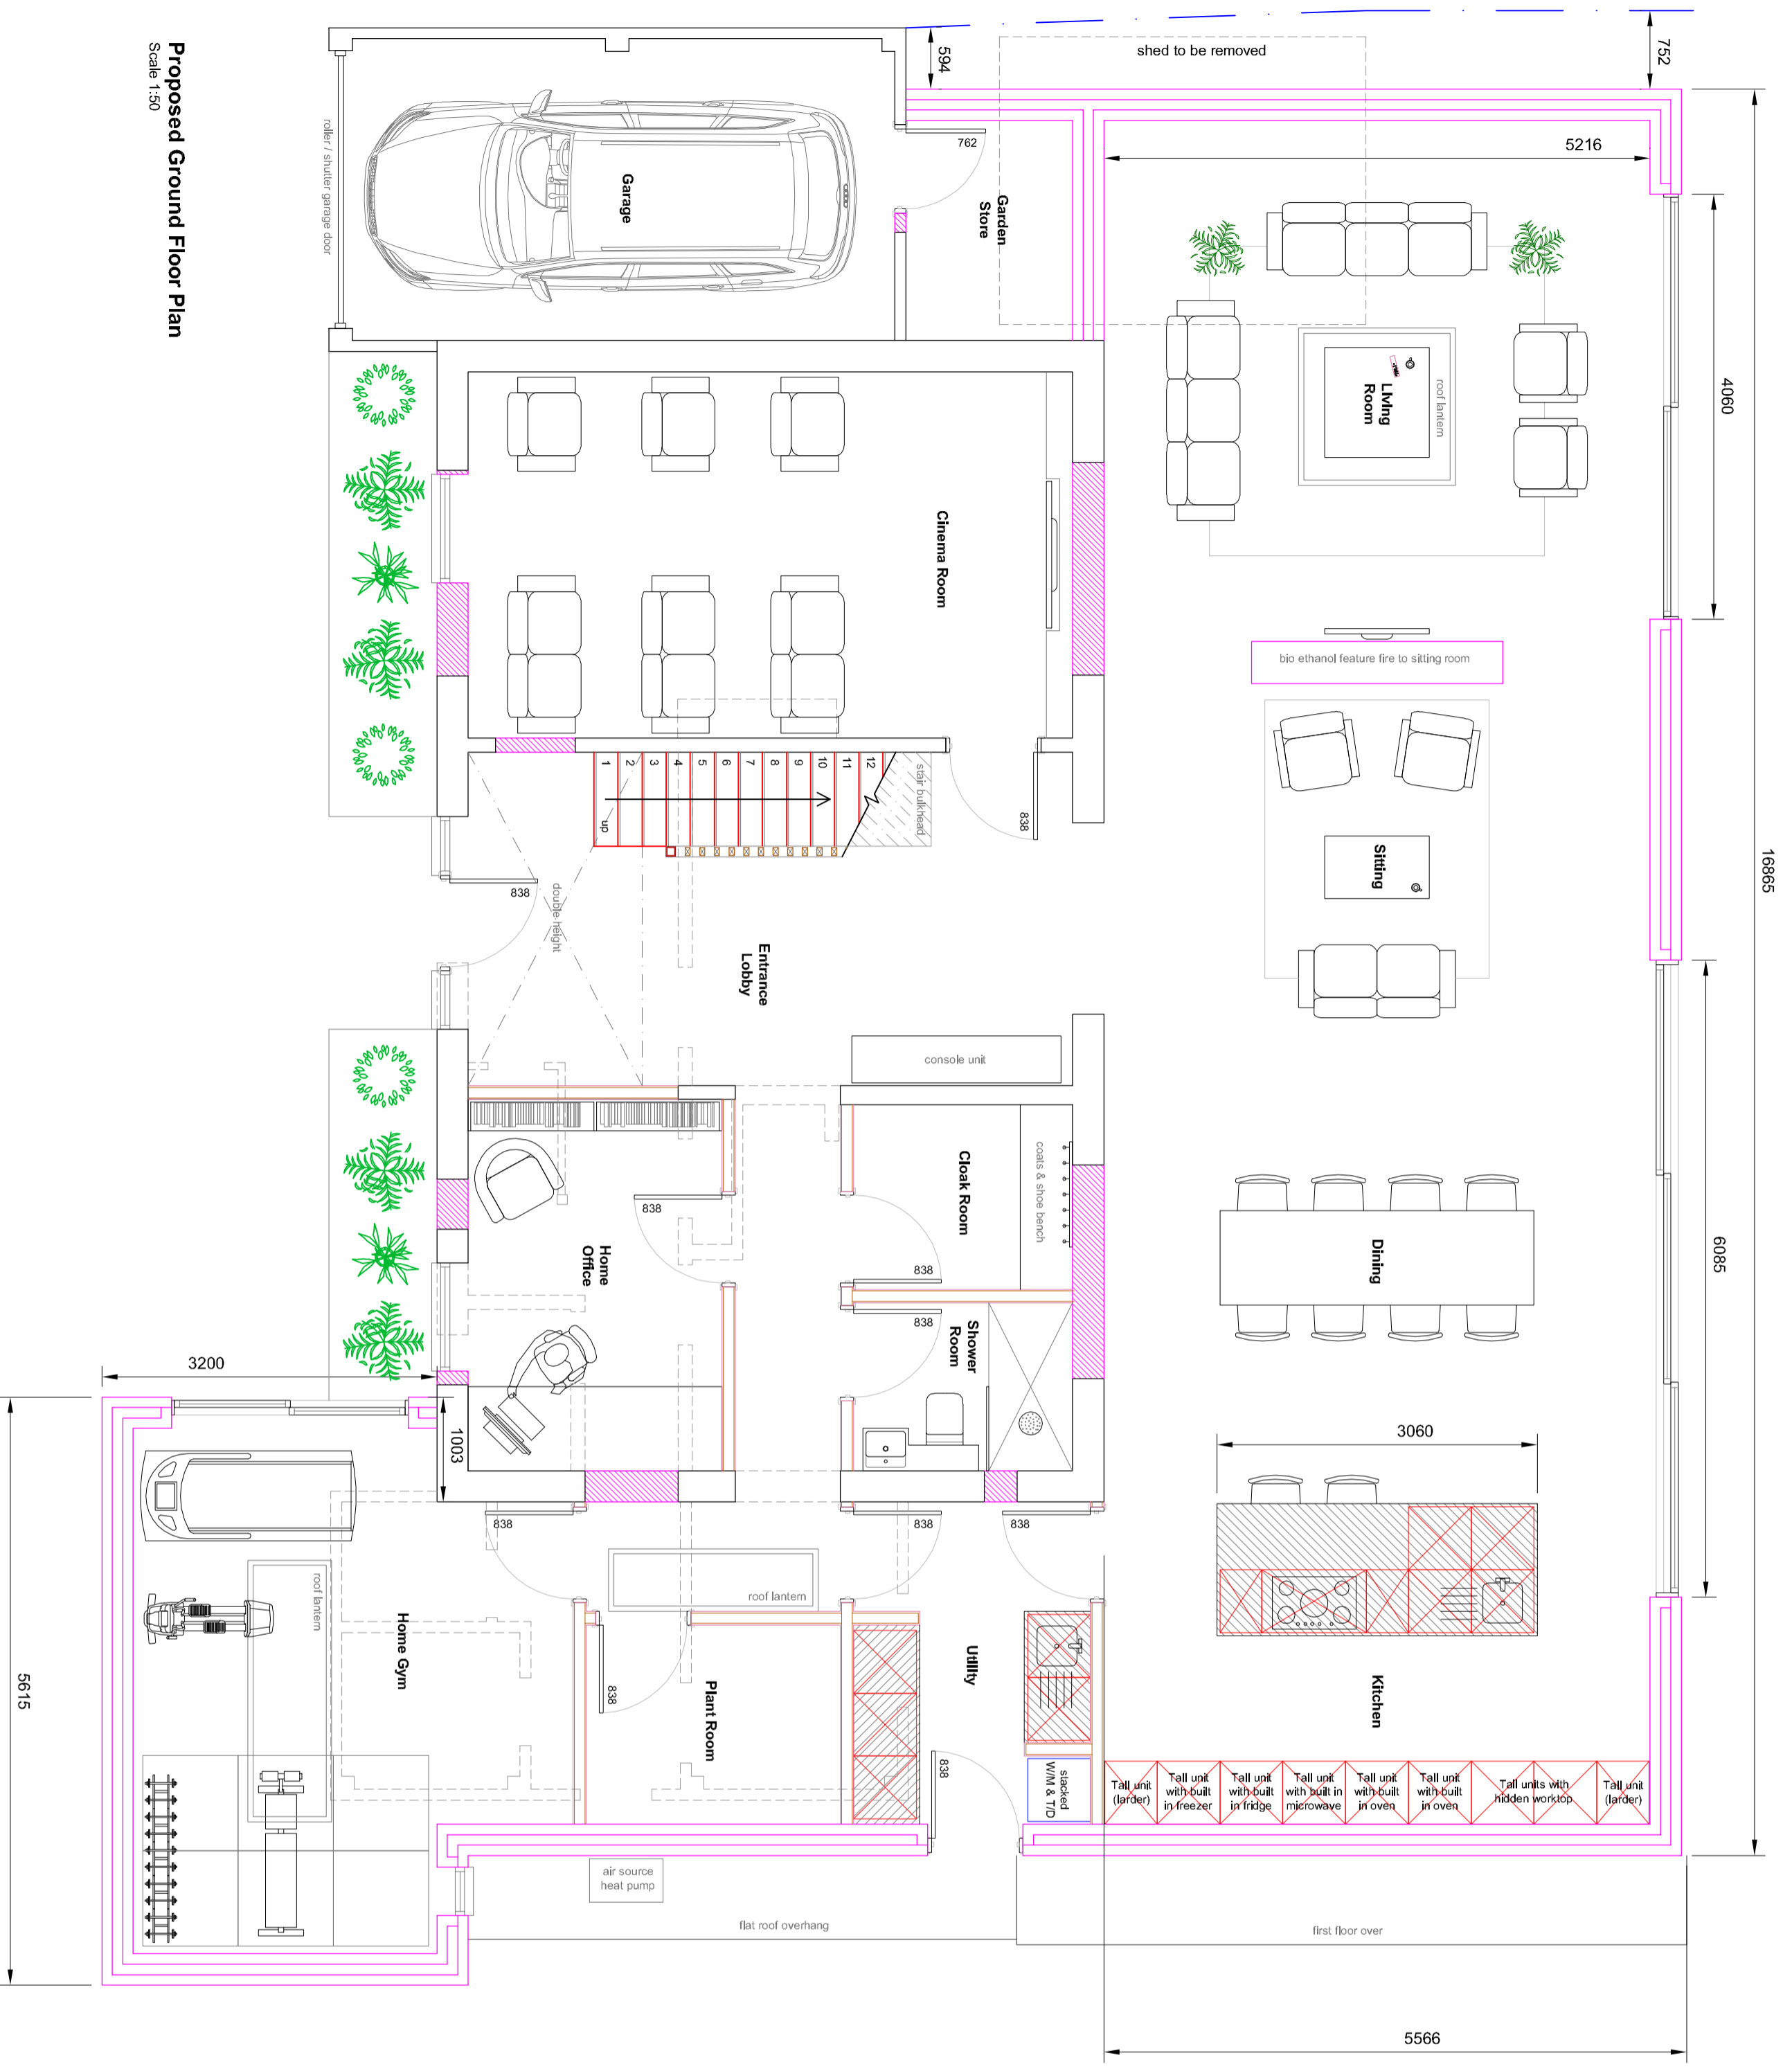 Proposed Ground Floor Plan
Scale 1:50
roller / shutter garage door
Garage
762
594
shed to be removed
752
Garden
Store
5216
4060
16865
roof lantern
Living
Room
Cinema Room
bio ethanol feature fire to sitting room
1
2
3
4
5
6
7
8
9
10
11
12
up
stair bulkhead
838
838
double height
Sitting
Entrance
Lobby
console unit
6085
Cloak Room
coats & shoe bench
838
838
838
Home
Office
Shower
Room
Dining
3200
1003
3060
838
838
838
roof lantern
roof lantern
Home Gym
Plant Room
838
Utility
838
Kitchen
stacked
W/M & T/D
Tall unit
(larder)
Tall unit
with built
in freezer
Tall unit
with built
in fridge
Tall unit
with built in
microwave
Tall unit
with built
in oven
Tall unit
with built
in oven
Tall units with
hidden worktop
Tall unit
(larder)
5615
air source
heat pump
flat roof overhang
first floor over
5566